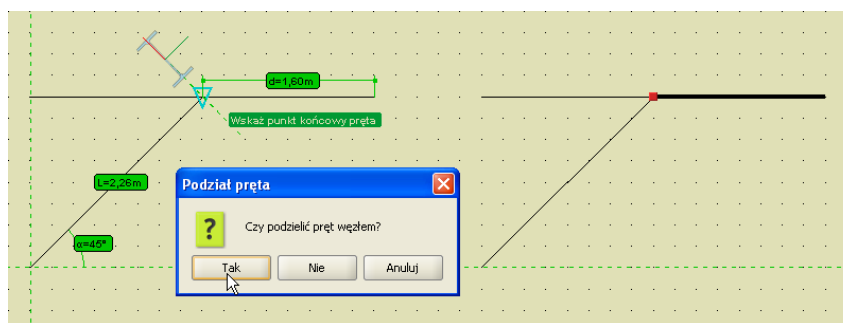 d=1,60m
Wskaż punkt końcowy pręta
L=2,26m
α=45°
Podział pręta
?
Czy podzielić pręt węzłem?
Tak
Nie
Anuluj